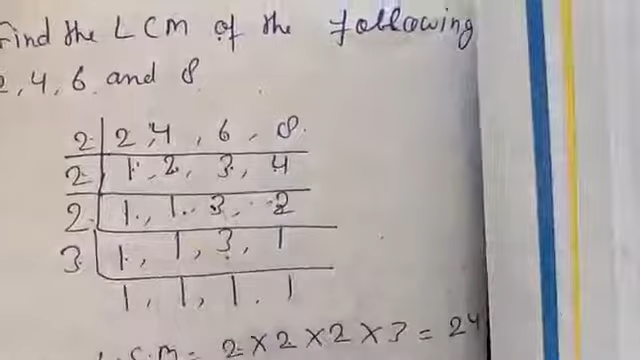 Find the LCM of the following
2, 4, 6 and 8
2 | 2, 4, 6, 8.
2 | 1, 2, 3, 4
2 | 1, 1, 3, 2
3 | 1, 1, 3, 1
1, 1, 1, 1
L.C.M = 2 × 2 × 2 × 3 = 24